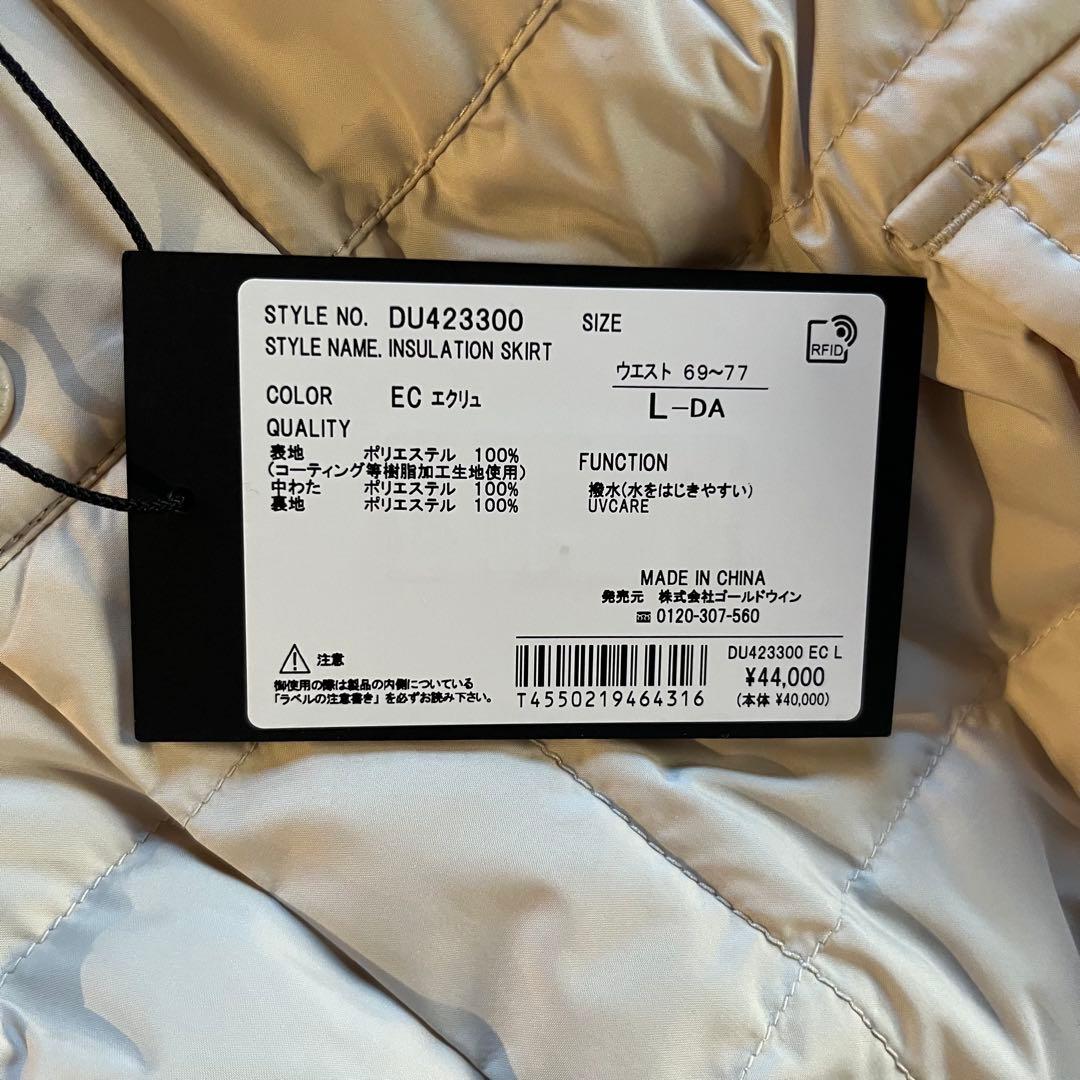 STYLE NO. DU423300
STYLE NAME. INSULATION SKIRT
SIZE
RFID
ウエスト 69〜77
L-DA
COLOR EC エクリュ
QUALITY
表地 ポリエステル 100%
(コーティング等樹脂加工生地使用)
中わた ポリエステル 100%
裏地 ポリエステル 100%
FUNCTION
撥水(水をはじきやすい)
UVCARE
MADE IN CHINA
発売元 株式会社ゴールドウイン
0120-307-560
注意
御使用の際は製品の内側についている
「ラベルの注意書き」を必ずお読み下さい。
T4550219464316
DU423300 EC L
¥44,000
(本体 ¥40,000)